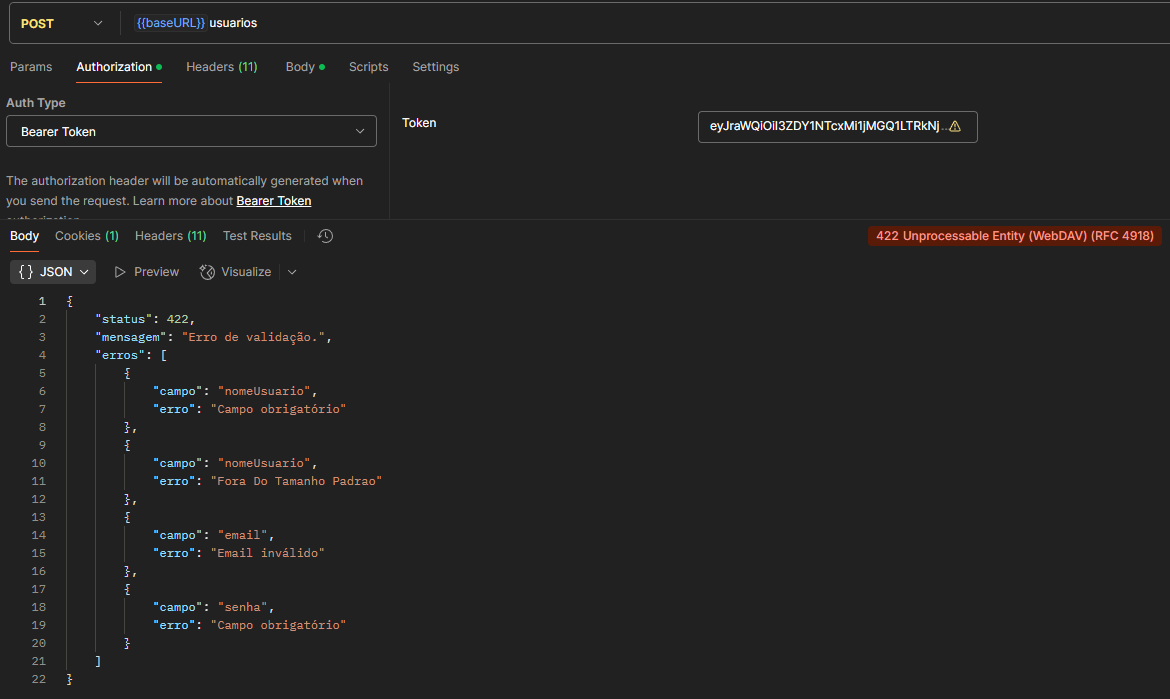 POST {{baseURL}} usuarios
Params Authorization Headers (11) Body Scripts Settings
Auth Type
Bearer Token
Token
eyJraWQiOiI3ZDY1NTcxMi1jMGQ1LTRkNj...
The authorization header will be automatically generated when
you send the request. Learn more about Bearer Token
authorization.
Body Cookies (1) Headers (11) Test Results
422 Unprocessable Entity (WebDAV) (RFC 4918)
{} JSON Preview Visualize
1 {
2 "status": 422,
3 "mensagem": "Erro de validação.",
4 "erros": [
5 {
6 "campo": "nomeUsuario",
7 "erro": "Campo obrigatório"
8 },
9 {
10 "campo": "nomeUsuario",
11 "erro": "Fora Do Tamanho Padrao"
12 },
13 {
14 "campo": "email",
15 "erro": "Email inválido"
16 },
17 {
18 "campo": "senha",
19 "erro": "Campo obrigatório"
20 }
21 ]
22 }